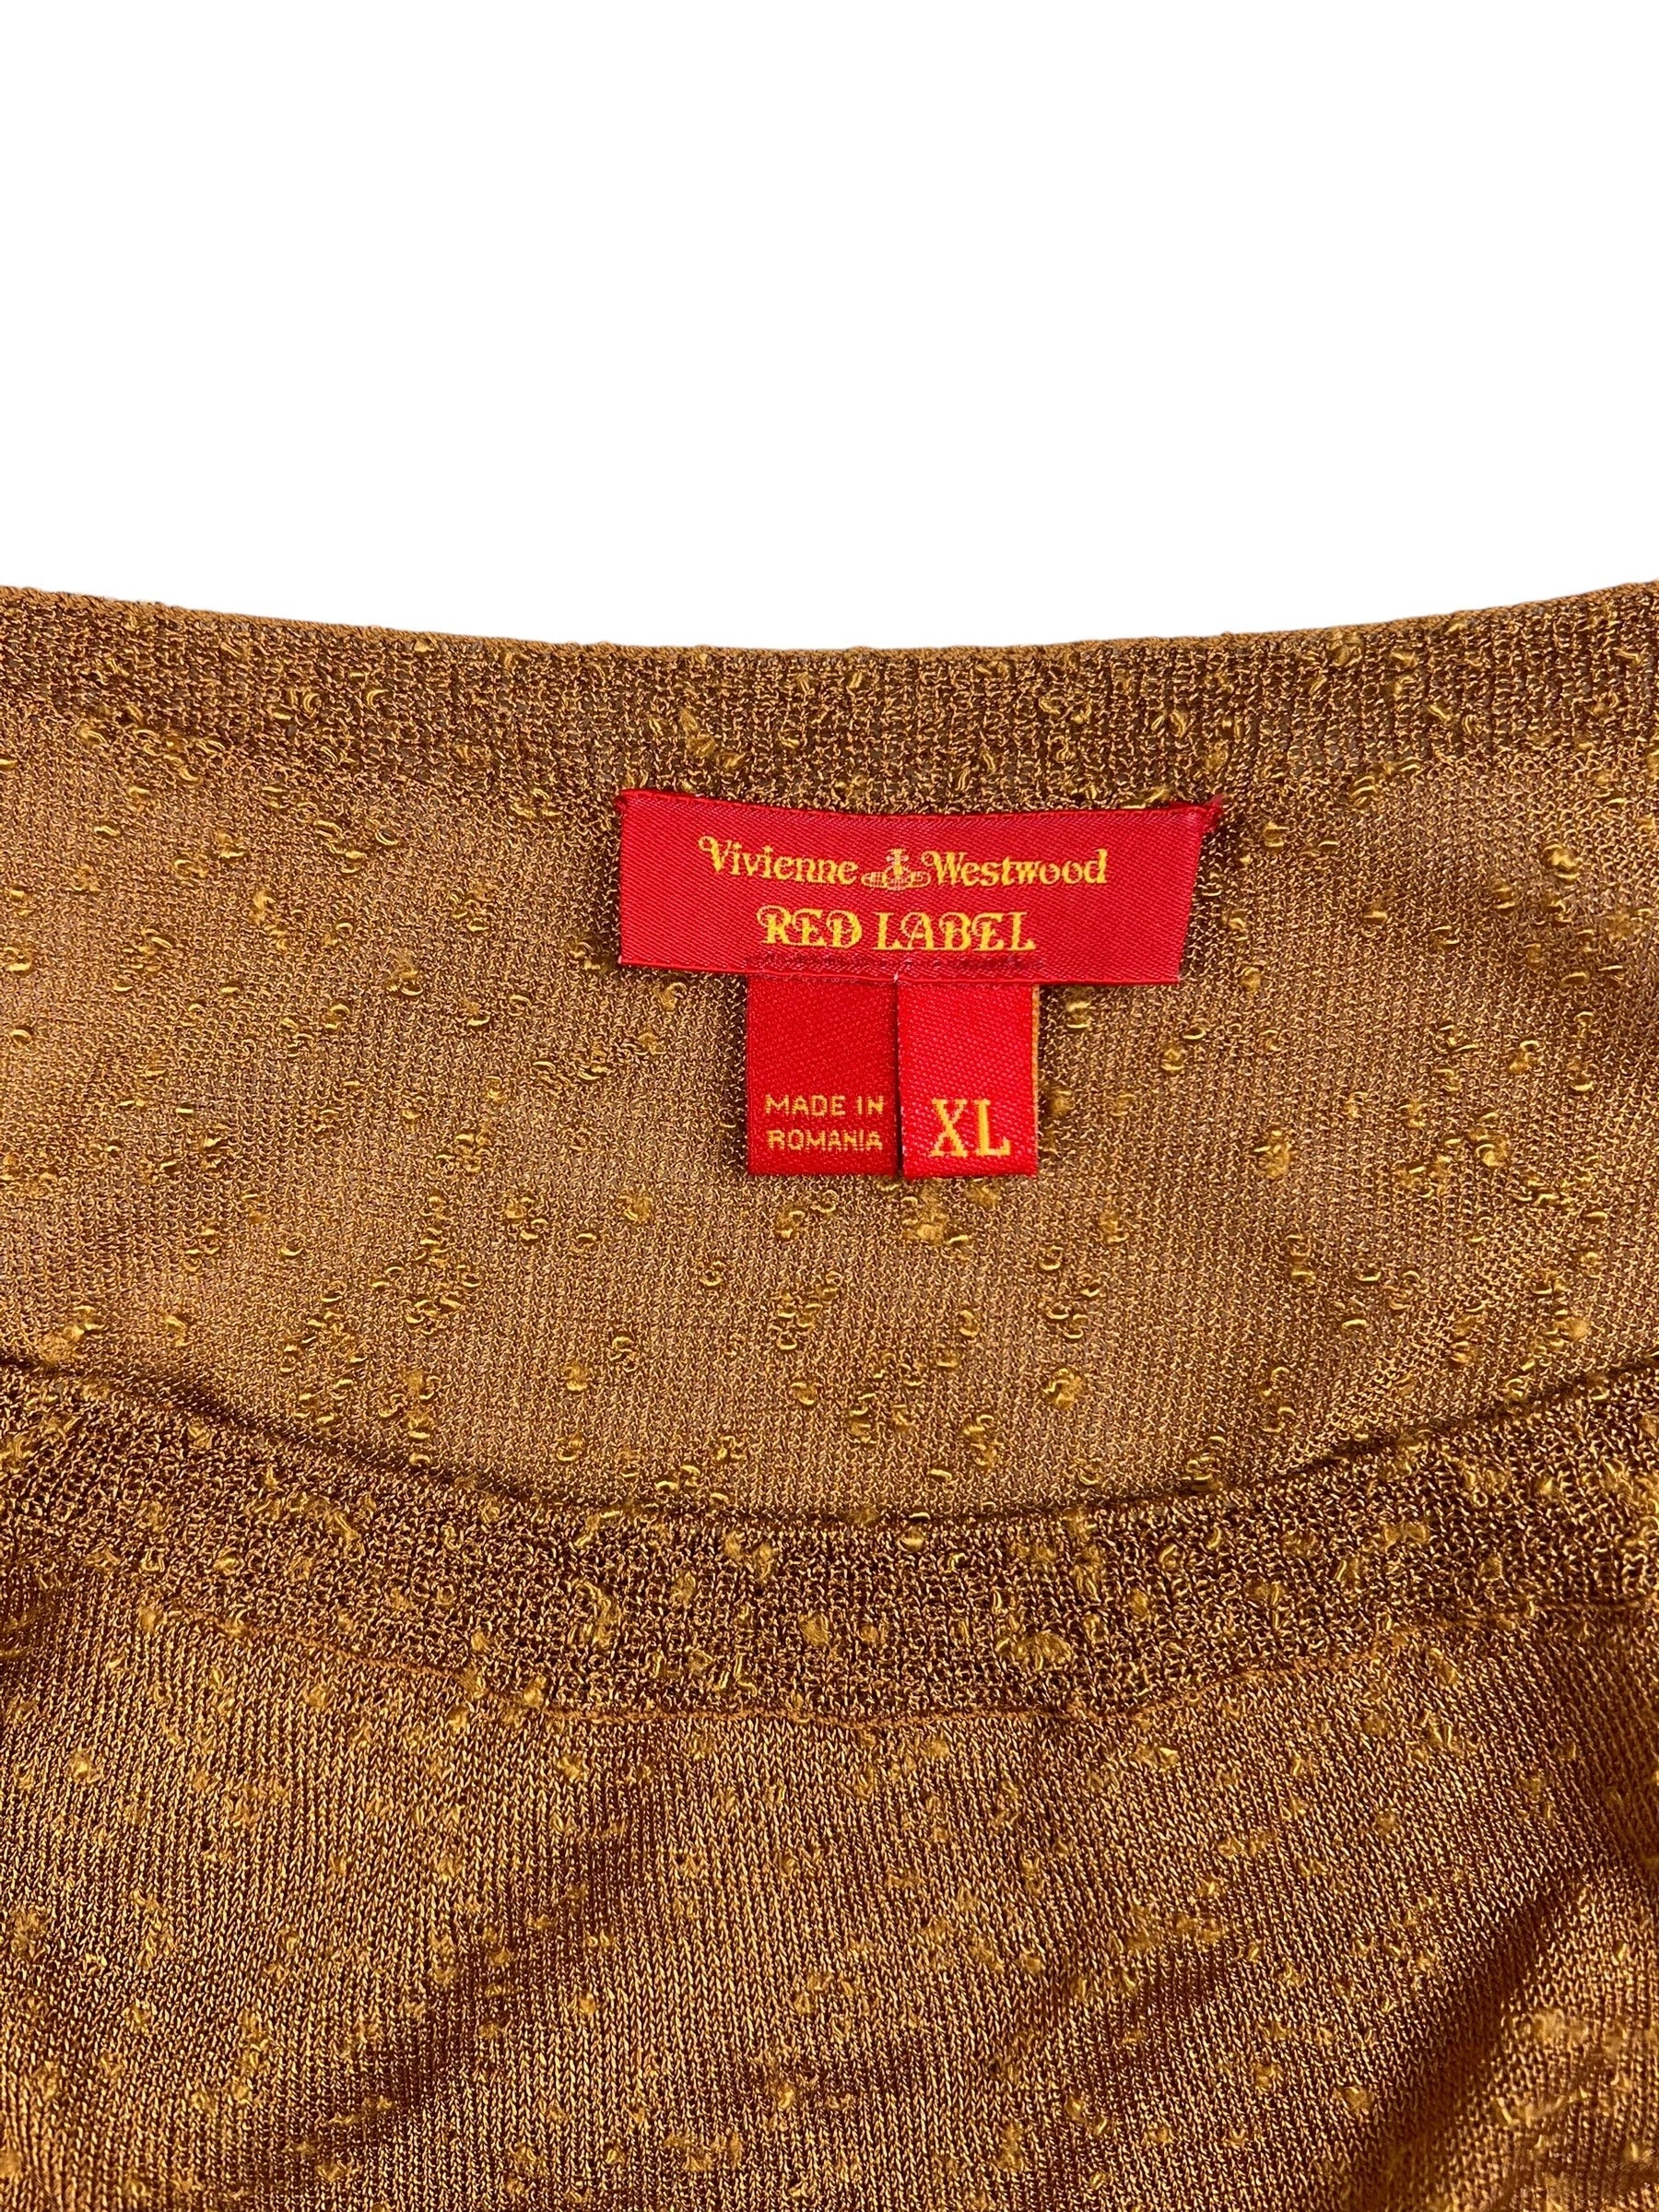 Vivienne Westwood
RED LABEL
MADE IN
ROMANIA
XL